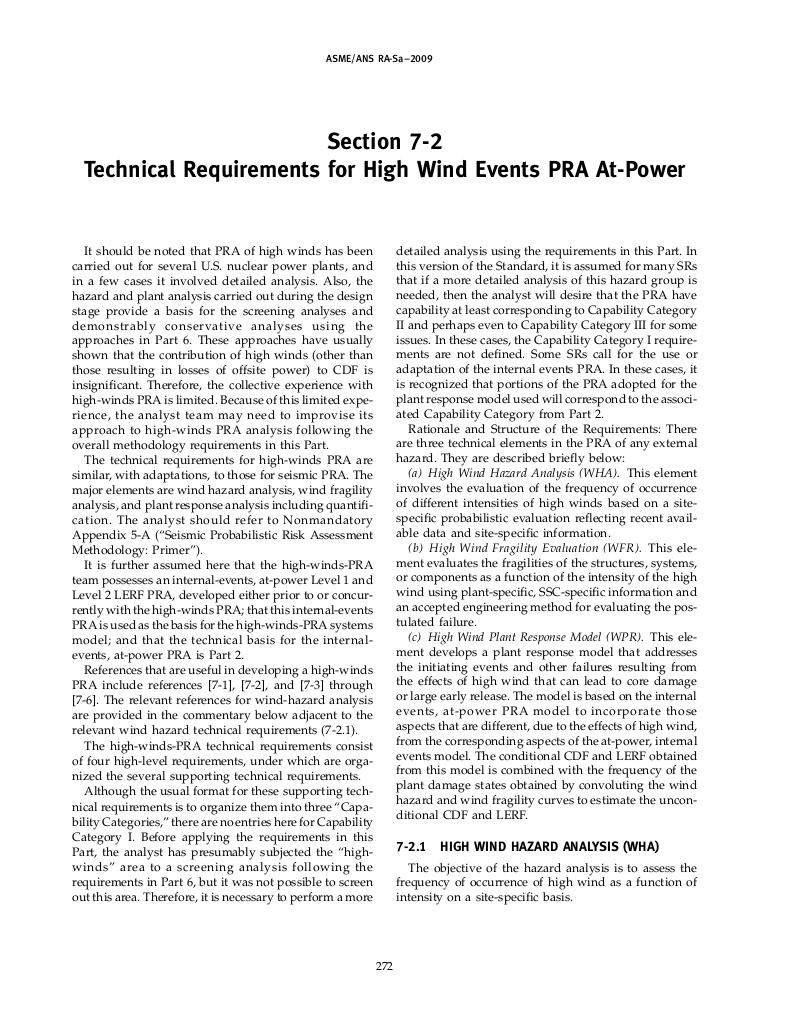 ASME/ANS RA-Sa–2009
Section 7-2
Technical Requirements for High Wind Events PRA At-Power
It should be noted that PRA of high winds has been
carried out for several U.S. nuclear power plants, and
in a few cases it involved detailed analysis. Also, the
hazard and plant analysis carried out during the design
stage provide a basis for the screening analyses and
demonstrably conservative analyses using the
approaches in Part 6. These approaches have usually
shown that the contribution of high winds (other than
those resulting in losses of offsite power) to CDF is
insignificant. Therefore, the collective experience with
high-winds PRA is limited. Because of this limited expe-
rience, the analyst team may need to improvise its
approach to high-winds PRA analysis following the
overall methodology requirements in this Part.
The technical requirements for high-winds PRA are
similar, with adaptations, to those for seismic PRA. The
major elements are wind hazard analysis, wind fragility
analysis, and plant response analysis including quantifi-
cation. The analyst should refer to Nonmandatory
Appendix 5-A (“Seismic Probabilistic Risk Assessment
Methodology: Primer”).
It is further assumed here that the high-winds-PRA
team possesses an internal-events, at-power Level 1 and
Level 2 LERF PRA, developed either prior to or concur-
rently with the high-winds PRA; that this internal-events
PRA is used as the basis for the high-winds-PRA systems
model; and that the technical basis for the internal-
events, at-power PRA is Part 2.
References that are useful in developing a high-winds
PRA include references [7-1], [7-2], and [7-3] through
[7-6]. The relevant references for wind-hazard analysis
are provided in the commentary below adjacent to the
relevant wind hazard technical requirements (7-2.1).
The high-winds-PRA technical requirements consist
of four high-level requirements, under which are orga-
nized the several supporting technical requirements.
Although the usual format for these supporting tech-
nical requirements is to organize them into three “Capa-
bility Categories,” there are no entries here for Capability
Category I. Before applying the requirements in this
Part, the analyst has presumably subjected the “high-
winds” area to a screening analysis following the
requirements in Part 6, but it was not possible to screen
out this area. Therefore, it is necessary to perform a more
detailed analysis using the requirements in this Part. In
this version of the Standard, it is assumed for many SRs
that if a more detailed analysis of this hazard group is
needed, then the analyst will desire that the PRA have
capability at least corresponding to Capability Category
II and perhaps even to Capability Category III for some
issues. In these cases, the Capability Category I require-
ments are not defined. Some SRs call for the use or
adaptation of the internal events PRA. In these cases, it
is recognized that portions of the PRA adopted for the
plant response model used will correspond to the associ-
ated Capability Category from Part 2.
Rationale and Structure of the Requirements: There
are three technical elements in the PRA of any external
hazard. They are described briefly below:
(a) High Wind Hazard Analysis (WHA). This element
involves the evaluation of the frequency of occurrence
of different intensities of high winds based on a site-
specific probabilistic evaluation reflecting recent avail-
able data and site-specific information.
(b) High Wind Fragility Evaluation (WFR). This ele-
ment evaluates the fragilities of the structures, systems,
or components as a function of the intensity of the high
wind using plant-specific, SSC-specific information and
an accepted engineering method for evaluating the pos-
tulated failure.
(c) High Wind Plant Response Model (WPR). This ele-
ment develops a plant response model that addresses
the initiating events and other failures resulting from
the effects of high wind that can lead to core damage
or large early release. The model is based on the internal
events, at-power PRA model to incorporate those
aspects that are different, due to the effects of high wind,
from the corresponding aspects of the at-power, internal
events model. The conditional CDF and LERF obtained
from this model is combined with the frequency of the
plant damage states obtained by convoluting the wind
hazard and wind fragility curves to estimate the uncon-
ditional CDF and LERF.
7-2.1 HIGH WIND HAZARD ANALYSIS (WHA)
The objective of the hazard analysis is to assess the
frequency of occurrence of high wind as a function of
intensity on a site-specific basis.
272